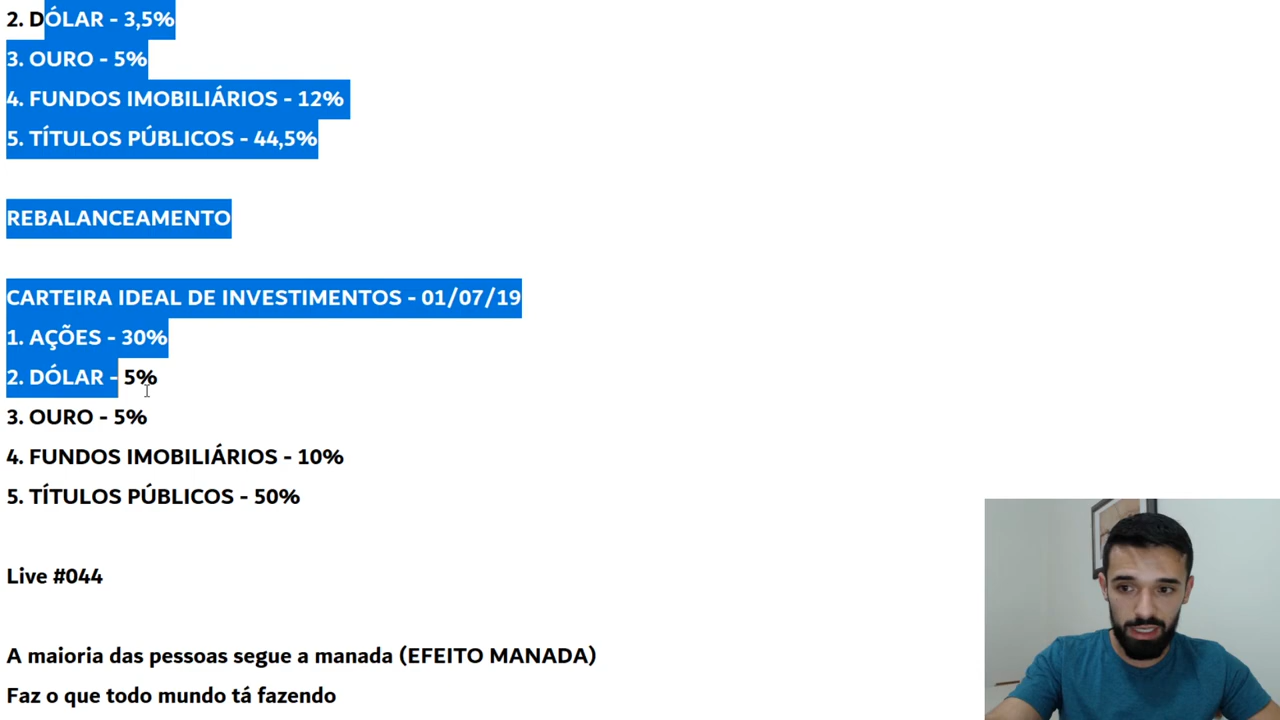 2. DÓLAR - 3,5%
3. OURO - 5%
4. FUNDOS IMOBILIÁRIOS - 12%
5. TÍTULOS PÚBLICOS - 44,5%
REBALANCEAMENTO
CARTEIRA IDEAL DE INVESTIMENTOS - 01/07/19
1. AÇÕES - 30%
2. DÓLAR - 5%
3. OURO - 5%
4. FUNDOS IMOBILIÁRIOS - 10%
5. TÍTULOS PÚBLICOS - 50%
Live #044
A maioria das pessoas segue a manada (EFEITO MANADA)
Faz o que todo mundo tá fazendo